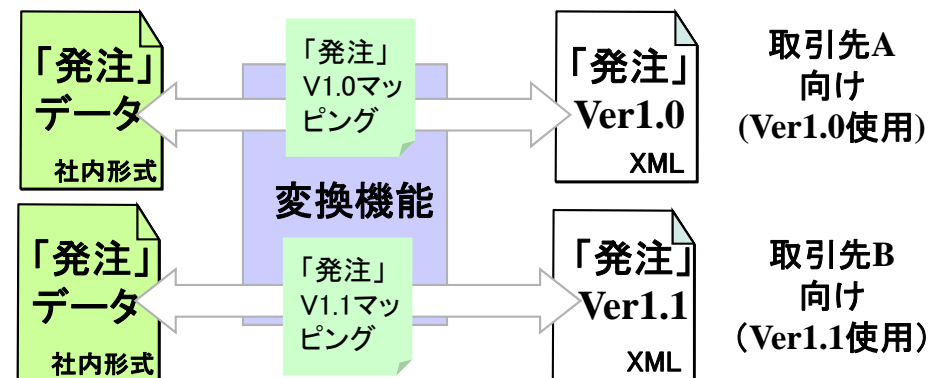 「発注」
データ
社内形式
「発注」
V1.0マッ
ピング
「発注」
Ver1.0
XML
取引先A
向け
(Ver1.0使用)
変換機能
「発注」
データ
社内形式
「発注」
V1.1マッ
ピング
「発注」
Ver1.1
XML
取引先B
向け
（Ver1.1使用）